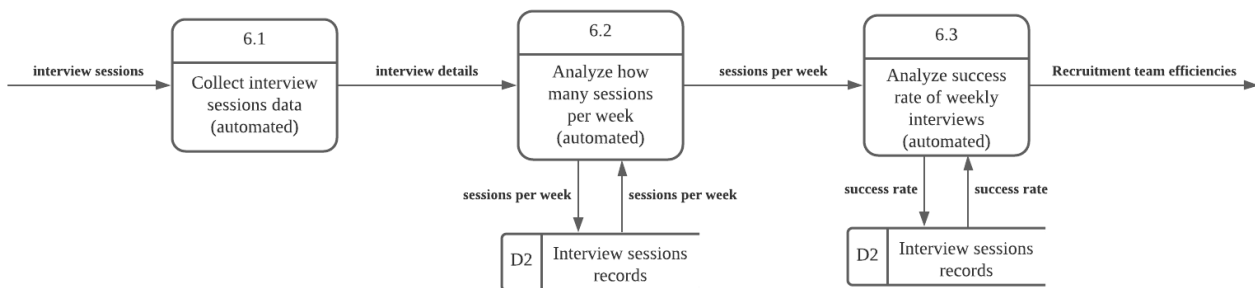 interview sessions
6.1
Collect interview
sessions data
(automated)
interview details
6.2
Analyze how
many sessions
per week
(automated)
sessions per week
6.3
Analyze success
rate of weekly
interviews
(automated)
Recruitment team efficiencies
sessions per week
sessions per week
success rate
success rate
D2
Interview sessions
records
D2
Interview sessions
records